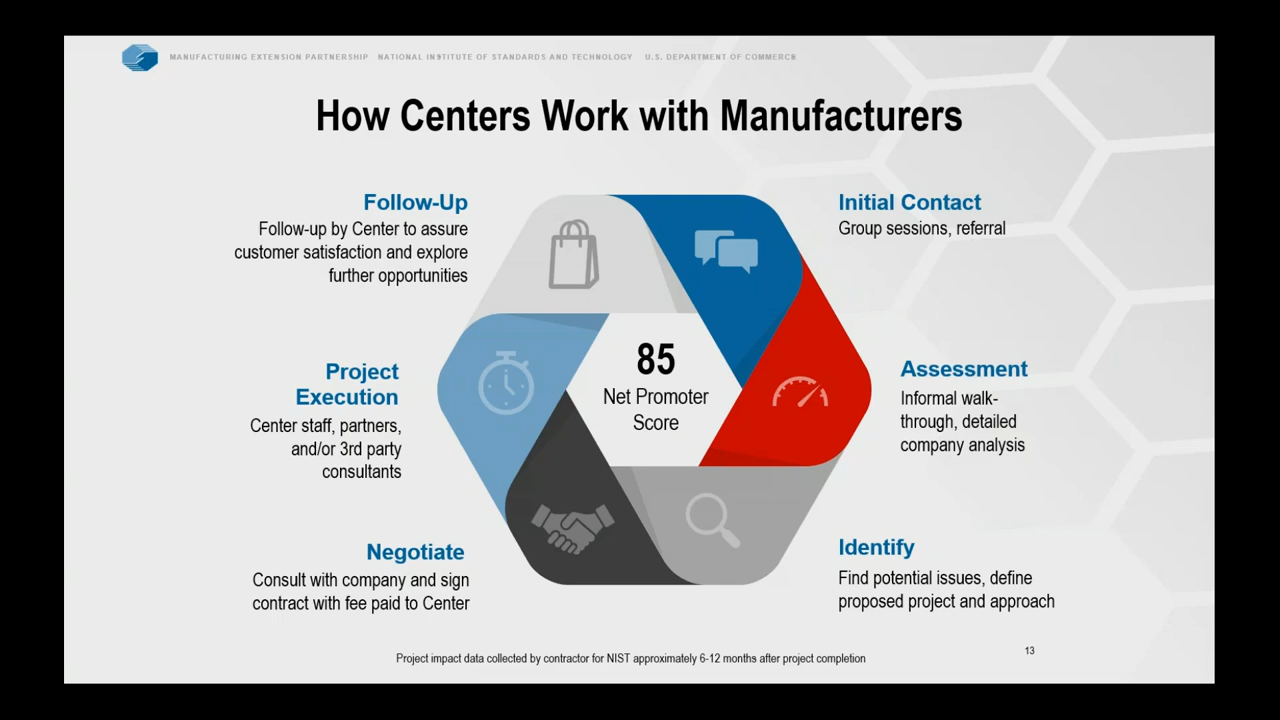 MANUFACTURING EXTENSION PARTNERSHIP NATIONAL INSTITUTE OF STANDARDS AND TECHNOLOGY U.S. DEPARTMENT OF COMMERCE
How Centers Work with Manufacturers
Initial Contact
Group sessions, referral
Assessment
Informal walk-
through, detailed
company analysis
Identify
Find potential issues, define
proposed project and approach
Negotiate
Consult with company and sign
contract with fee paid to Center
Project
Execution
Center staff, partners,
and/or 3rd party
consultants
Follow-Up
Follow-up by Center to assure
customer satisfaction and explore
further opportunities
85
Net Promoter
Score
Project impact data collected by contractor for NIST approximately 6-12 months after project completion
13